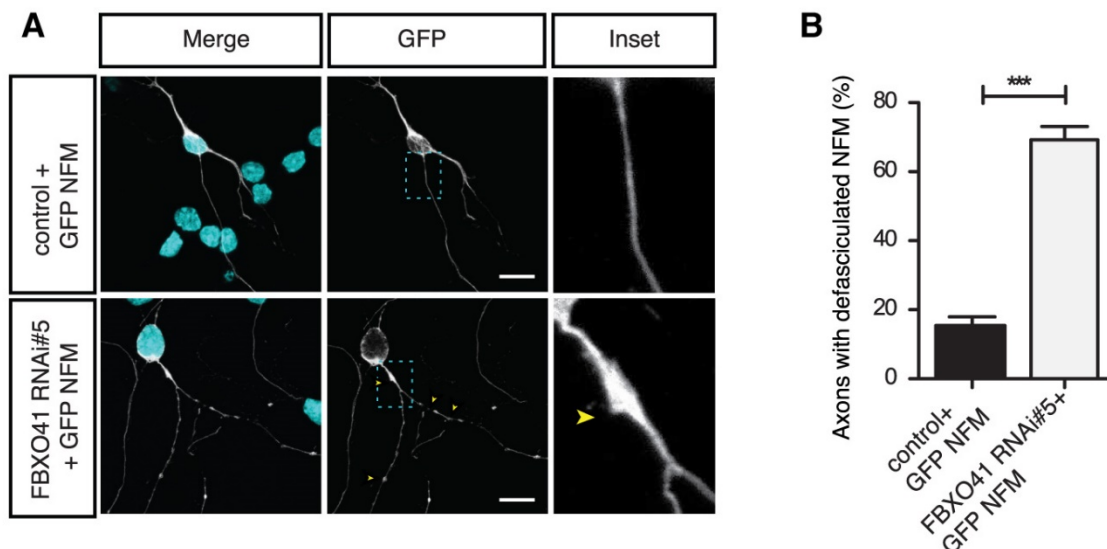 A
Merge
GFP
Inset
control +
GFP NFM
FBXO41 RNAi#5
+ GFP NFM
B
***
Axons with defasciculated NFM (%)
80
60
40
20
0
control+
GFP NFM
FBXO41 RNAi#5+
GFP NFM